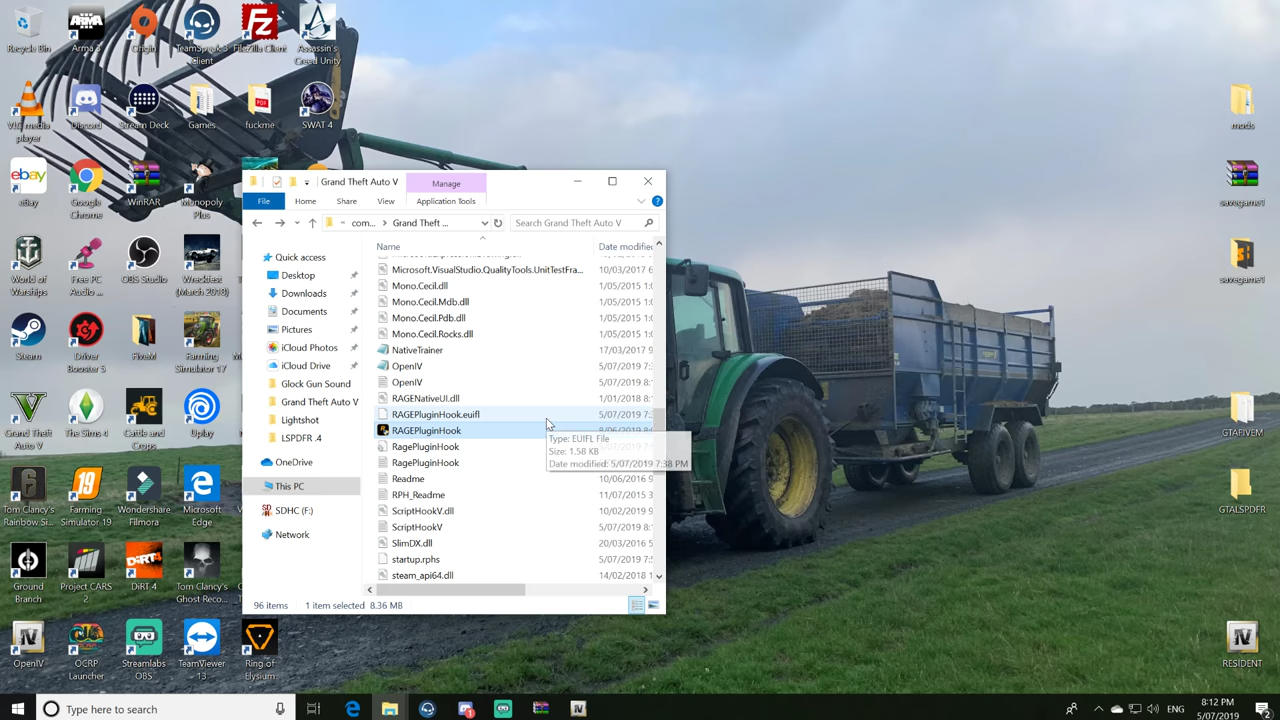 Recycle Bin
Arma 3
Origin
TeamSpeak 3 Client
FileZilla Client
Assassin's Creed Unity
VLC media player
Discord
Stream Deck
Games
fuckme
SWAT 4
eBay
Google Chrome
WinRAR
Monopoly Plus
World of Warships
Free PC Audio ...
OBS Studio
Wreckfest (March 2018)
Steam
Driver Booster 5
FiveM
Farming Simulator 17
Grand Theft Auto V
The Sims 4
Cattle and Crops
Uplay
Tom Clancy's Rainbow Si...
Farming Simulator 19
Wondershare Filmora
Microsoft Edge
Ground Branch
Project CARS 2
DiRT 4
Tom Clancy's Ghost Reco...
OpenIV
OCRP Launcher
Streamlabs OBS
TeamViewer 13
Ring of Elysium
mods
savegame1
savegame1
GTAFIVEM
GTALSPDFR
RESIDENT
Grand Theft Auto V
Manage
File
Home
Share
View
Application Tools
« com... > Grand Theft ...
Search Grand Theft Auto V
Quick access
Desktop
Downloads
Documents
Pictures
iCloud Photos
iCloud Drive
Glock Gun Sound
Grand Theft Auto V
Lightshot
LSPDFR .4
OneDrive
This PC
SDHC (F:)
Network
Name
Date modified
Microsoft.VisualStudio.QualityTools.UnitTestFra... 10/03/2017 6
Mono.Cecil.dll 1/05/2015 1:0
Mono.Cecil.Mdb.dll 1/05/2015 1:0
Mono.Cecil.Pdb.dll 1/05/2015 1:0
Mono.Cecil.Rocks.dll 1/05/2015 1:0
NativeTrainer 17/03/2017 9
OpenIV 5/07/2019 7:
OpenIV 5/07/2019 8:1
RAGENativeUI.dll 1/01/2018 8:1
RAGEPluginHook.euifl 5/07/2019 7:
RAGEPluginHook
RagePluginHook
RagePluginHook
Type: EUIFL File
Size: 1.58 KB
Date modified: 5/07/2019 7:38 PM
Readme 10/06/2016 9
RPH_Readme 11/07/2015 3
ScriptHookV.dll 10/02/2019 9
ScriptHookV 5/07/2019 8:1
SlimDX.dll 20/03/2016 5
startup.rphs 5/07/2019 7:5
steam_api64.dll 14/02/2018 1
96 items
1 item selected 8.36 MB
Type here to search
ENG
8:12 PM
5/07/2019